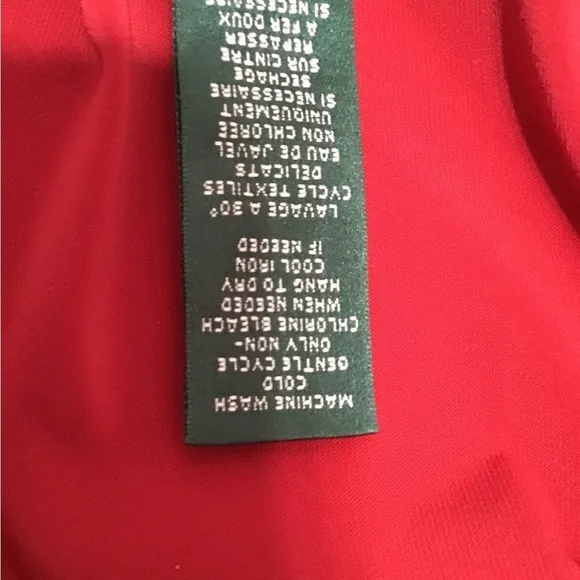 MACHINE WASH
COLD
GENTLE CYCLE
ONLY NON-
CHLORINE BLEACH
WHEN NEEDED
HANG TO DRY
COOL IRON
IF NEEDED
LAVAGE A 30°
CYCLE TEXTILES
DELICATS
EAU DE JAVEL
NON CHLOREE
UNIQUEMENT
SI NECESSAIRE
SECHAGE
SUR CINTRE
REPASSER
A FER DOUX
SI NECESSAIRE